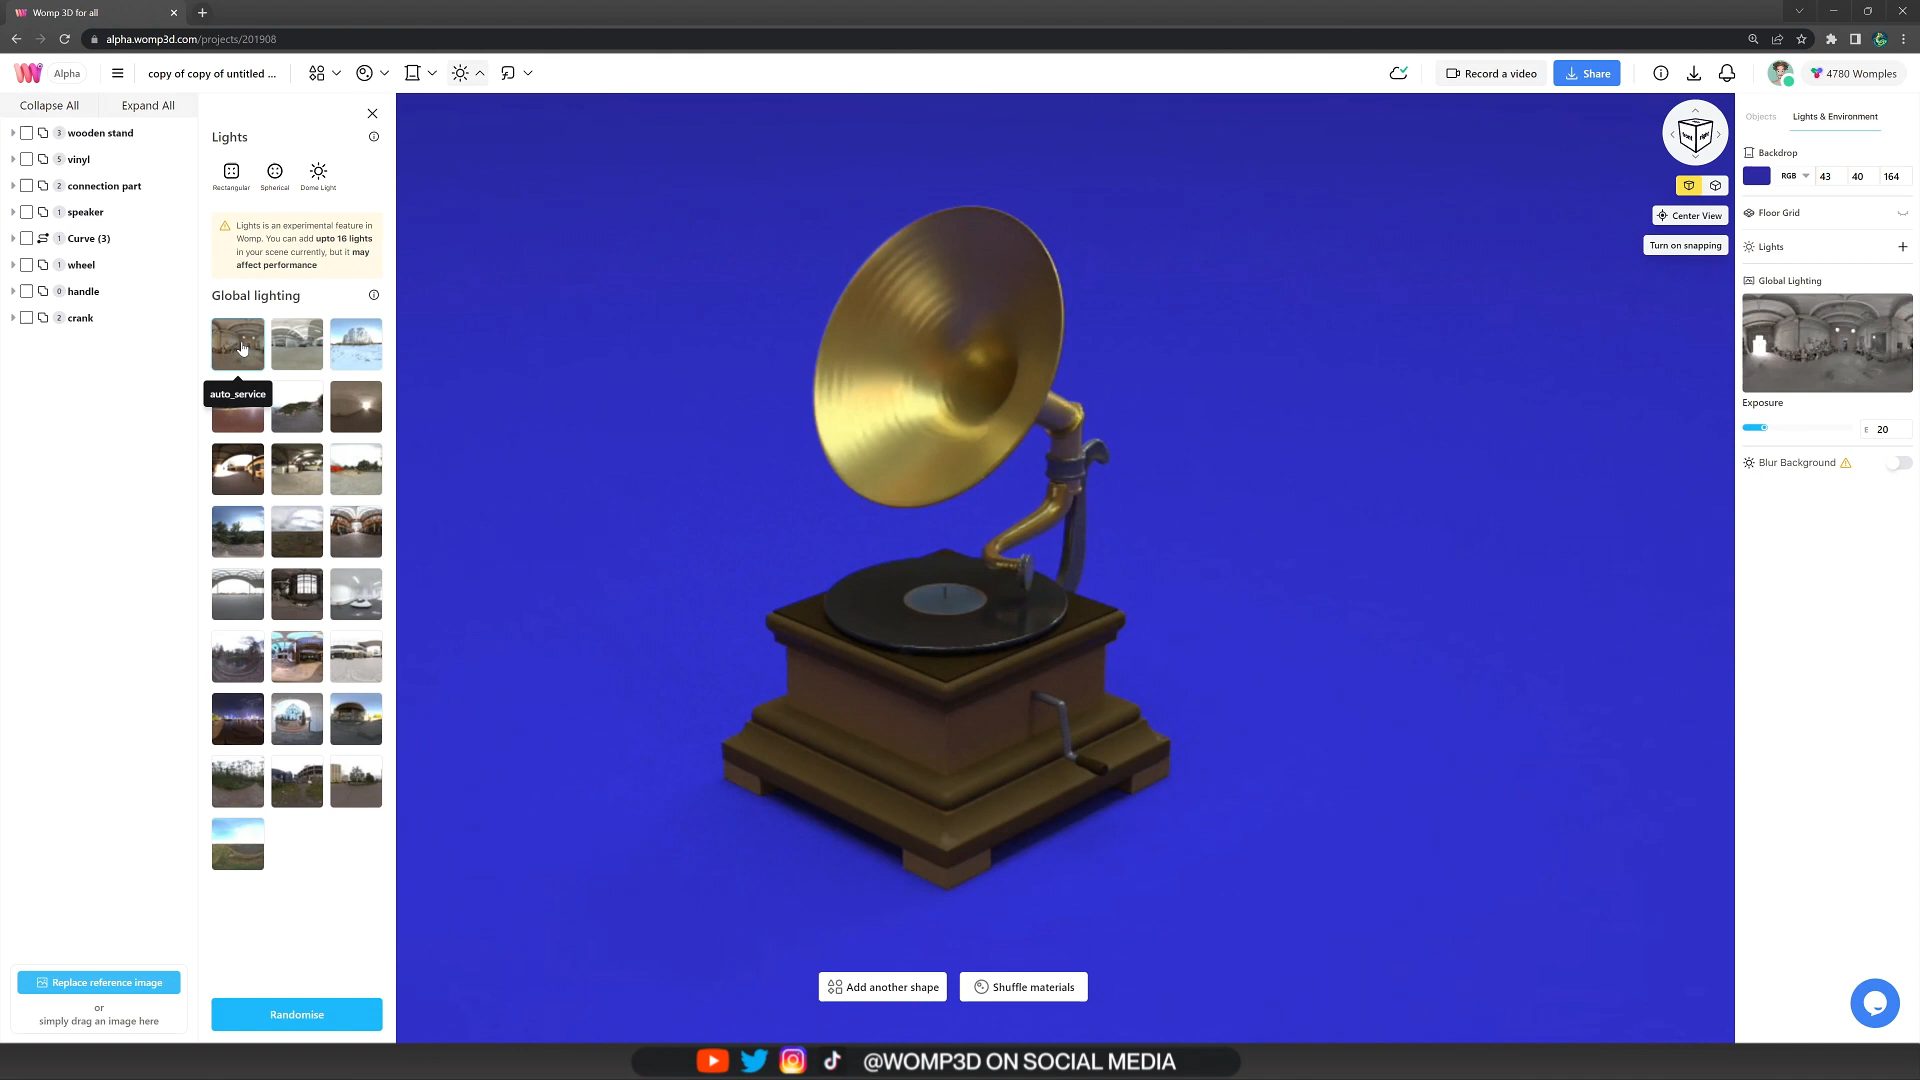 Womp 3D for all
alpha.womp3d.com/projects/201908
Alpha
copy of copy of untitled ...
Record a video
Share
4780 Womples
Collapse All
Expand All
3 wooden stand
5 vinyl
2 connection part
1 speaker
1 Curve (3)
1 wheel
0 handle
2 crank
Replace reference image
or
simply drag an image here
Lights
Rectangular
Spherical
Dome Light
Lights is an experimental feature in
Womp. You can add upto 16 lights
in your scene currently, but it may
affect performance
Global lighting
auto_service
Randomise
front
right
Center View
Turn on snapping
Add another shape
Shuffle materials
Objects
Lights & Environment
Backdrop
RGB
43
40
164
Floor Grid
Lights
Global Lighting
Exposure
E 20
Blur Background
@WOMP3D ON SOCIAL MEDIA